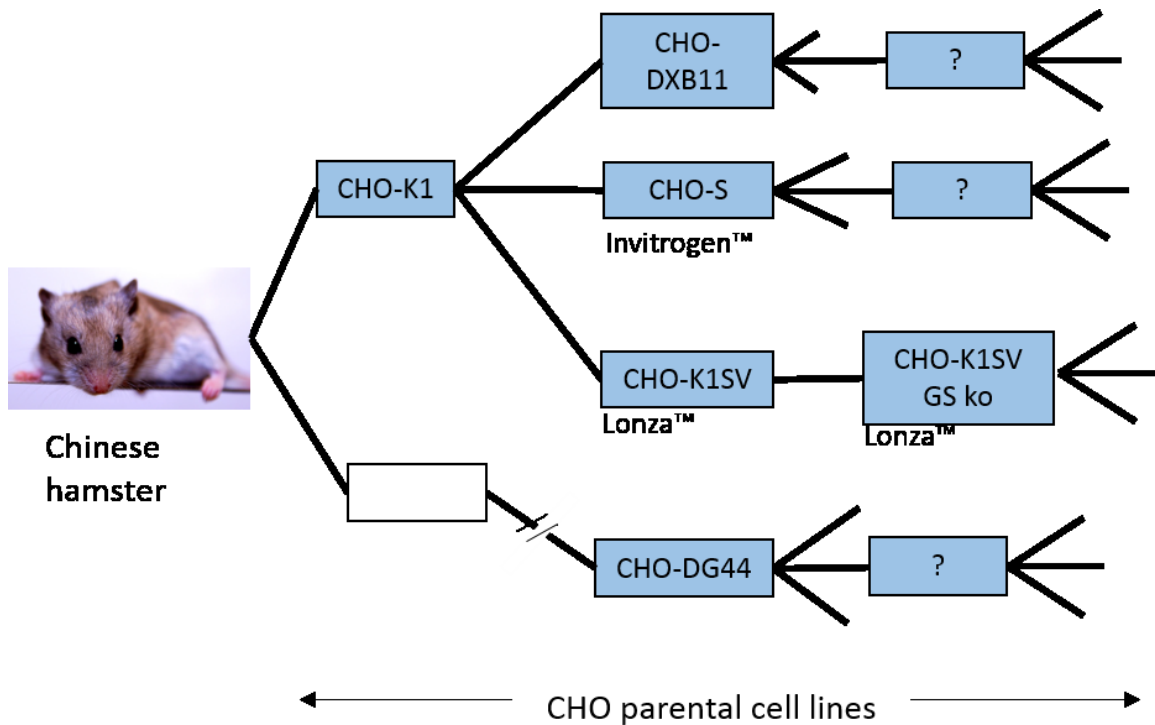 CHO-
DXB11
?
CHO-K1
CHO-S
?
Invitrogen™
CHO-K1SV
CHO-K1SV
GS ko
Lonza™
Lonza™
Chinese
hamster
CHO-DG44
?
CHO parental cell lines